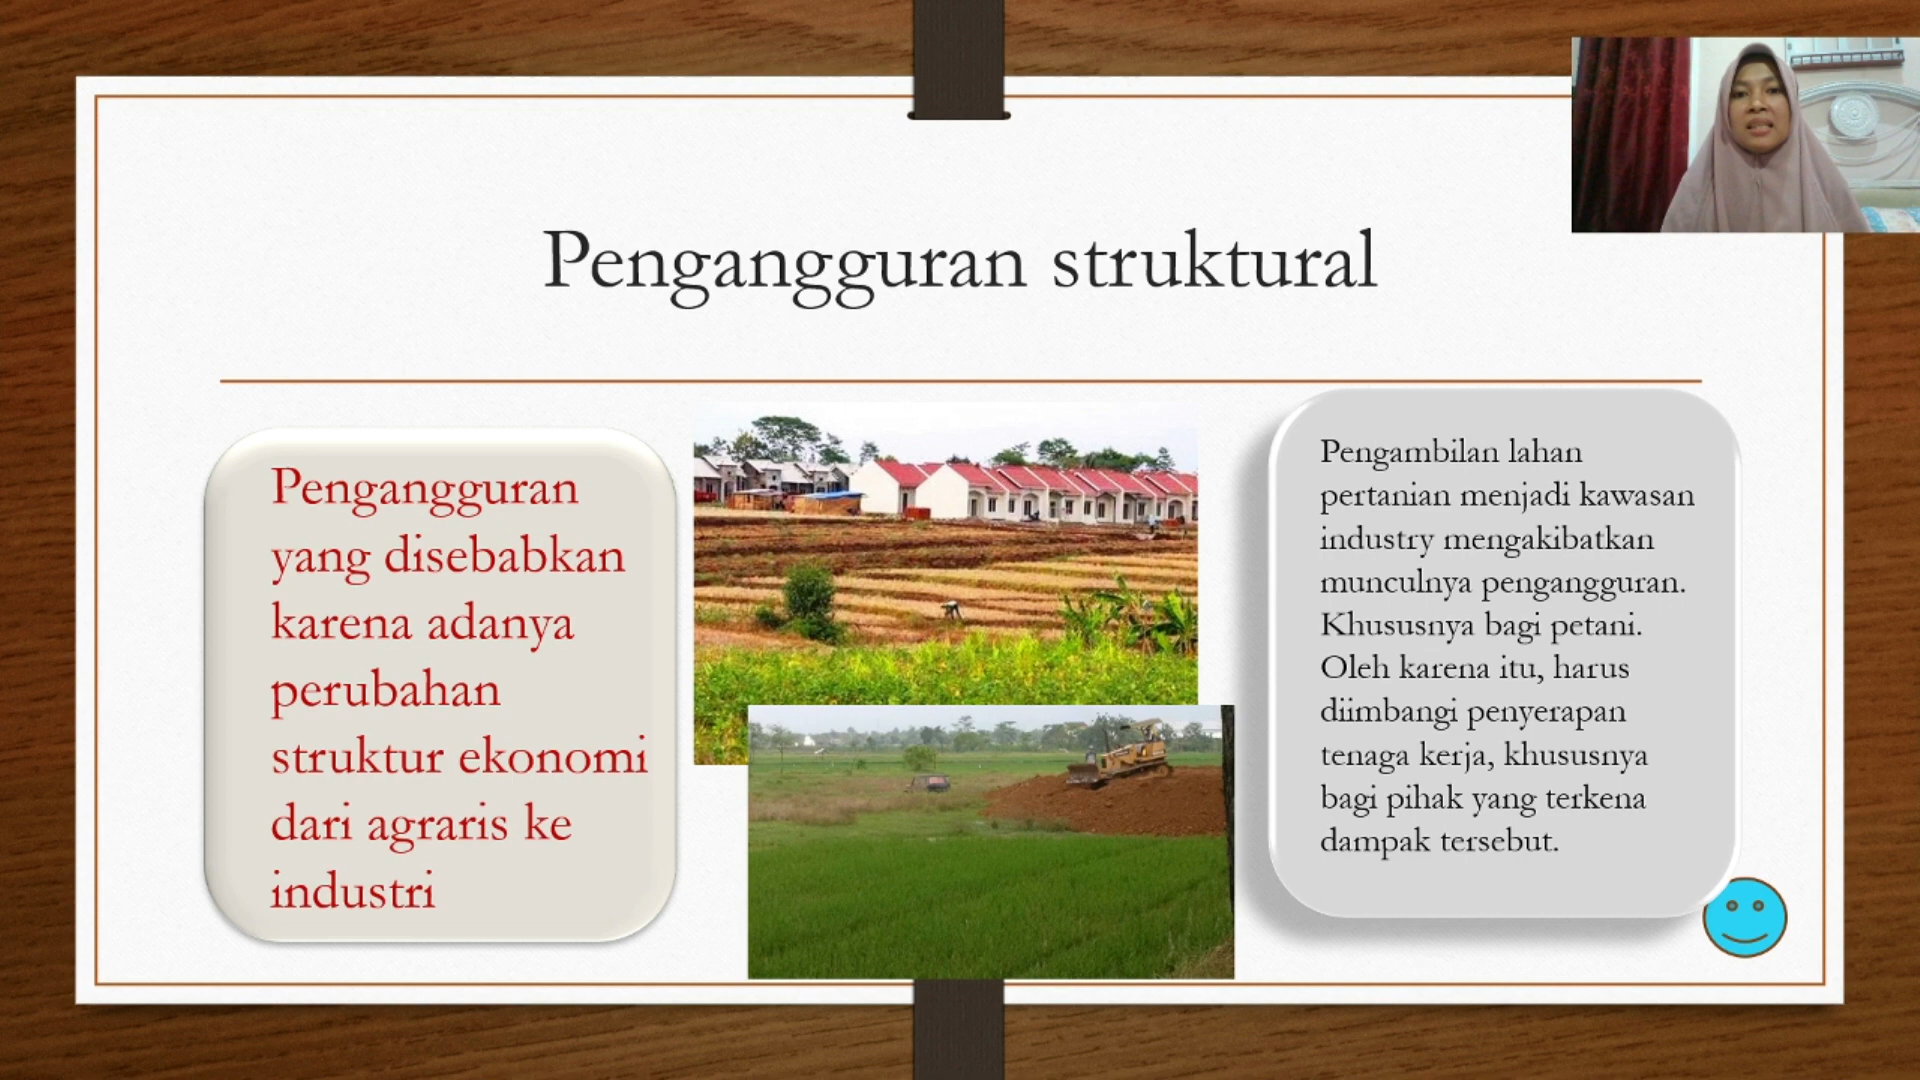 Pengangguran struktural
Pengangguran
yang disebabkan
karena adanya
perubahan
struktur ekonomi
dari agraris ke
industri
Pengambilan lahan
pertanian menjadi kawasan
industry mengakibatkan
munculnya pengangguran.
Khususnya bagi petani.
Oleh karena itu, harus
diimbangi penyerapan
tenaga kerja, khususnya
bagi pihak yang terkena
dampak tersebut.